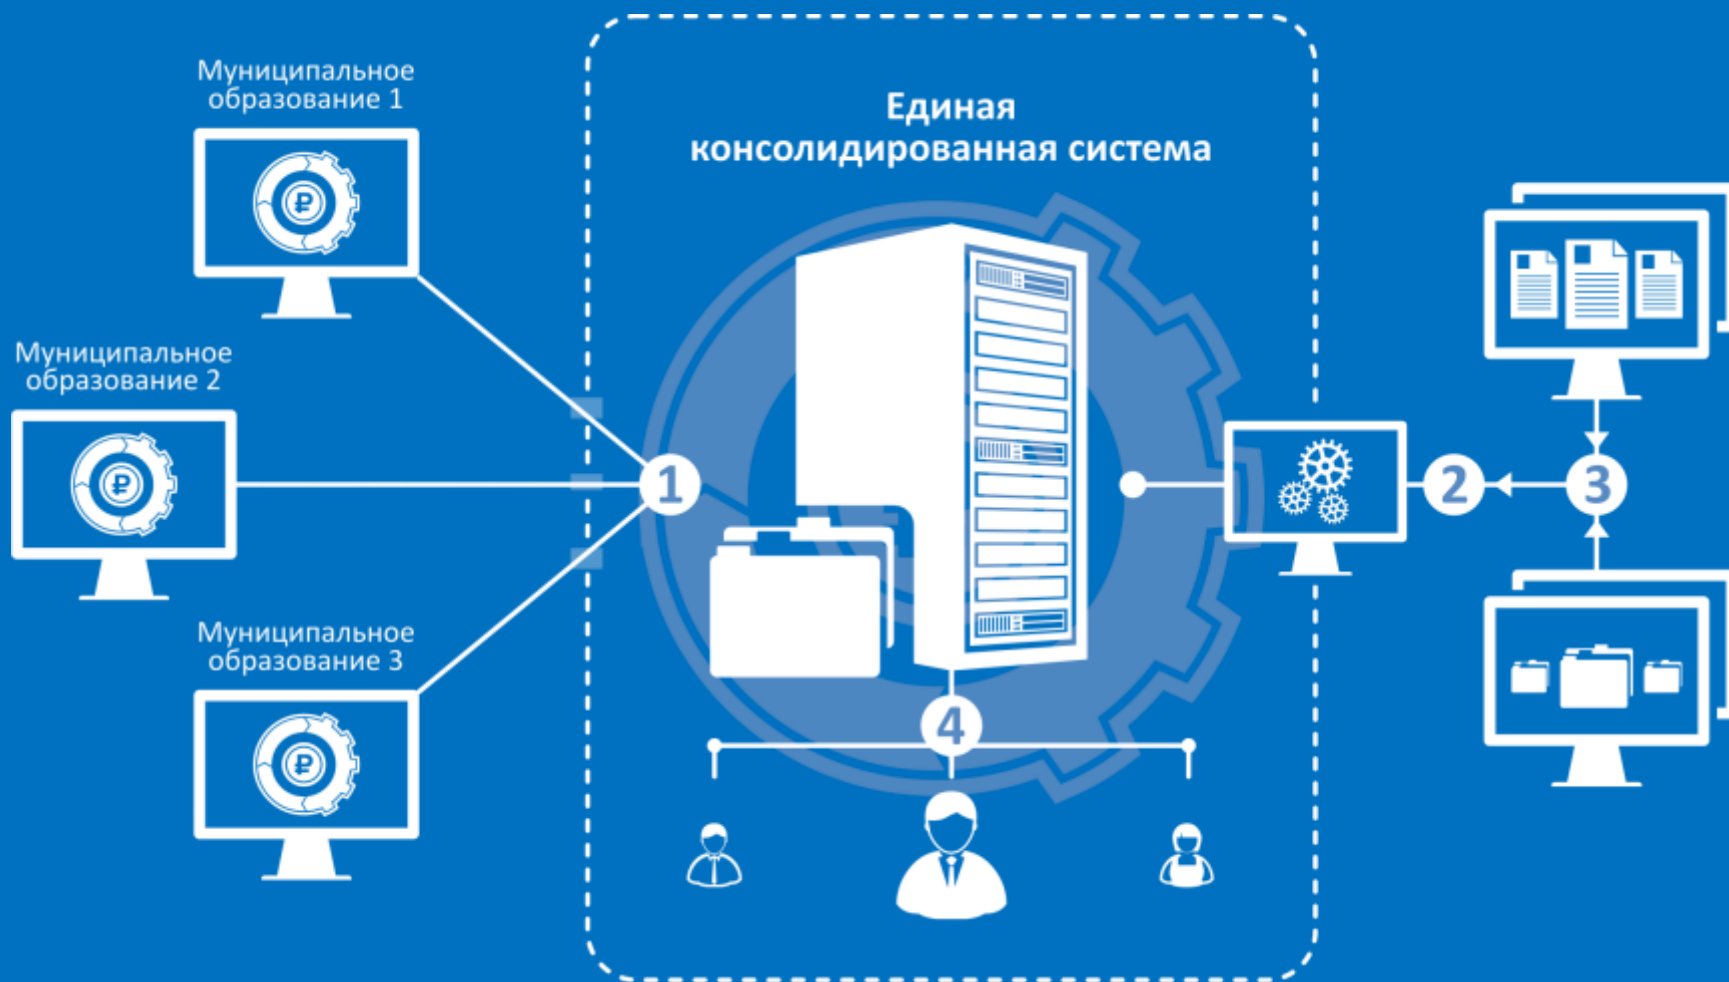 Муниципальное
образование 1
Единая
консолидированная система
Муниципальное
образование 2
1
2
3
Муниципальное
образование 3
4